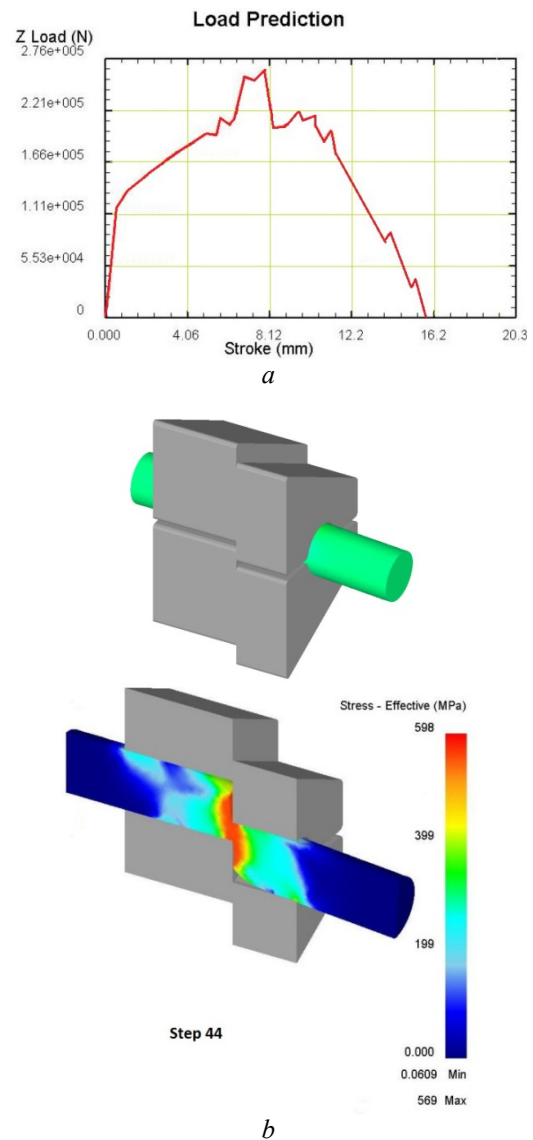 Load Prediction
Z Load (N)
2.76e+005
2.21e+005
1.66e+005
1.11e+005
5.53e+004
0
0.000 4.06 8.12 12.2 16.2 20.3
Stroke (mm)
a
Stress - Effective (MPa)
598
399
199
0.000
0.0609 Min
569 Max
Step 44
b